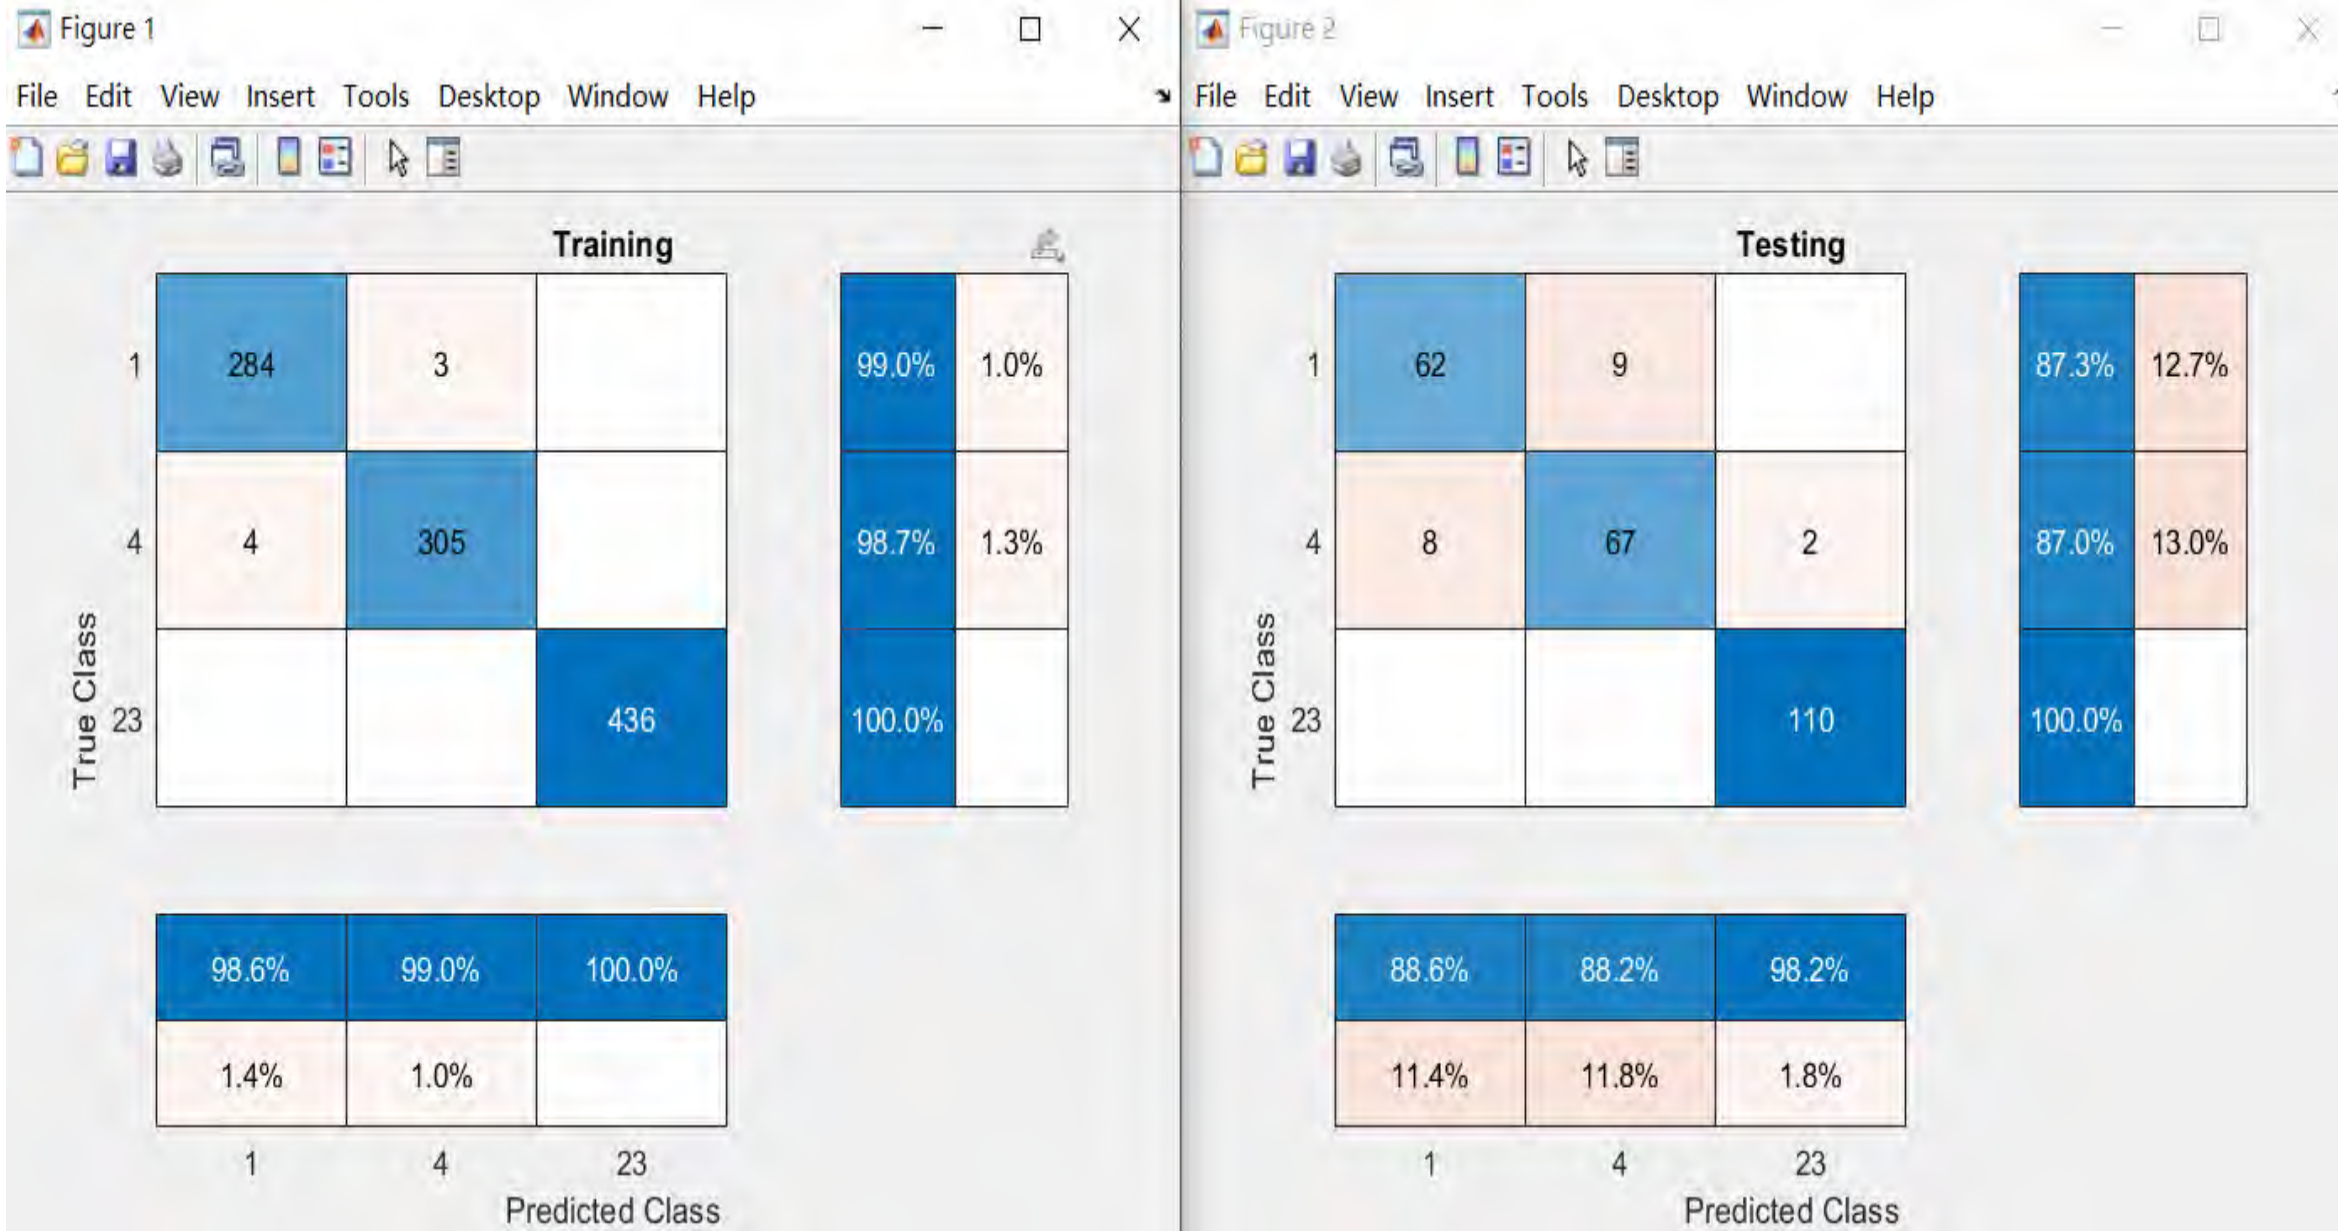 Figure 1
File Edit View Insert Tools Desktop Window Help
Training
1 284 3 99.0% 1.0%
4 4 305 98.7% 1.3%
23 436 100.0%
True Class
98.6% 99.0% 100.0%
1.4% 1.0%
1 4 23
Predicted Class
Figure 2
File Edit View Insert Tools Desktop Window Help
Testing
1 62 9 87.3% 12.7%
4 8 67 2 87.0% 13.0%
23 110 100.0%
True Class
88.6% 88.2% 98.2%
11.4% 11.8% 1.8%
1 4 23
Predicted Class